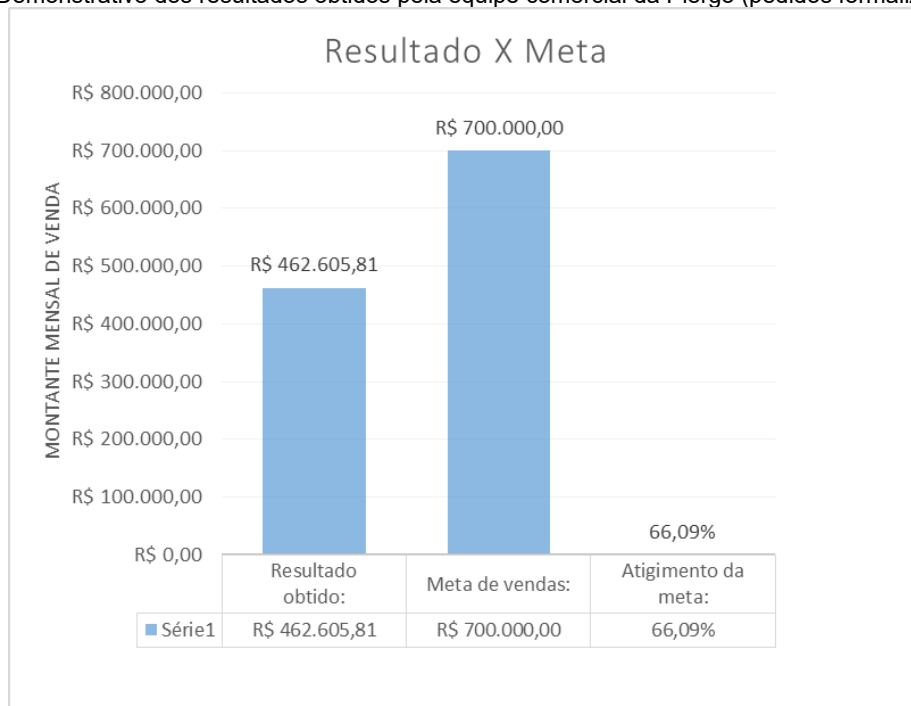 Demonstrativo dos resultados obtidos pela equipe comercial da
Resultado X Meta
MONTANTE MENSAL DE VENDA
R$ 800.000,00
R$ 700.000,00
R$ 600.000,00
R$ 500.000,00
R$ 400.000,00
R$ 300.000,00
R$ 200.000,00
R$ 100.000,00
R$ 0,00
R$ 462.605,81
R$ 700.000,00
66,09%
Resultado
obtido:
Meta de vendas:
Atigimento da
meta:
Série1
R$ 462.605,81
R$ 700.000,00
66,09%